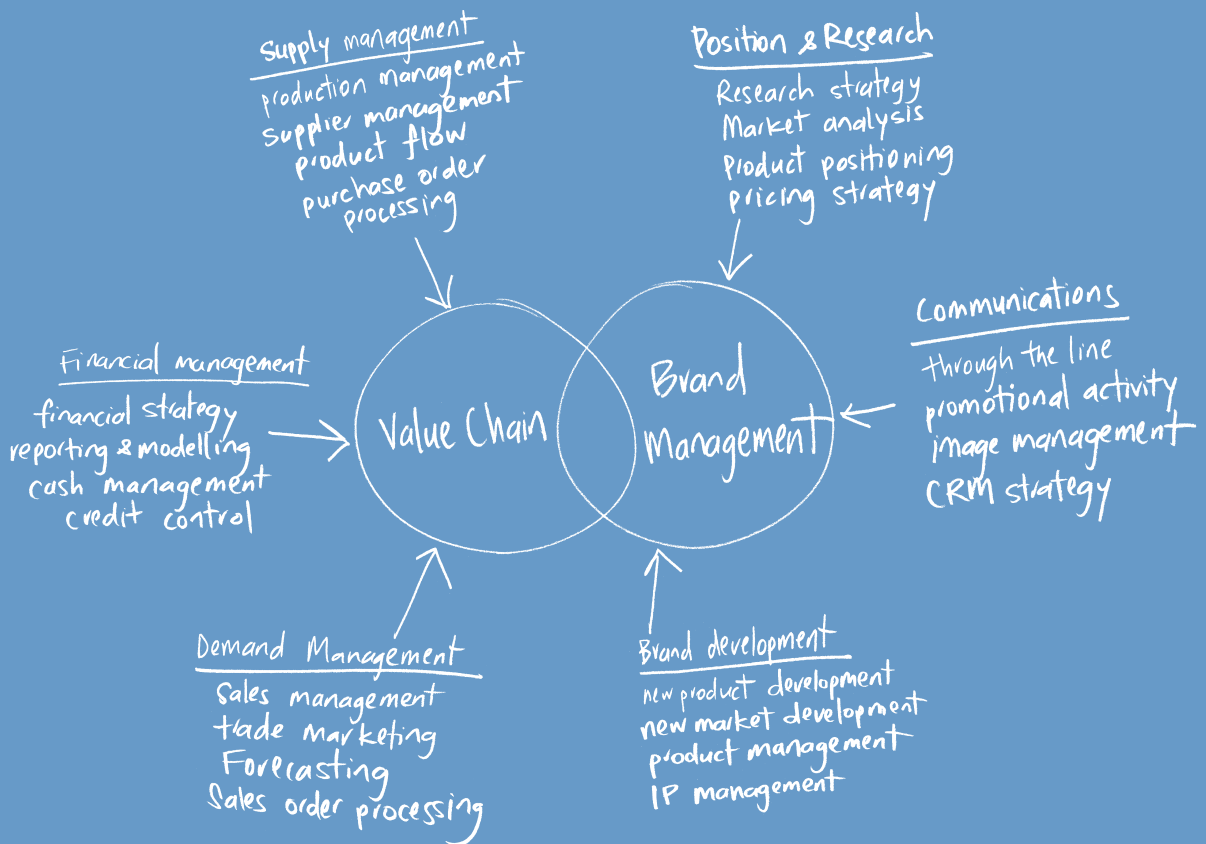 Supply management
production management
supplier management
product flow
purchase order
processing
Position & Research
Research strategy
Market analysis
Product positioning
pricing strategy
Financial management
financial strategy
reporting & modelling
cash management
credit control
Value Chain
Brand
Management
Communications
through the line
promotional activity
image management
CRM strategy
Demand Management
Sales management
trade marketing
Forecasting
Sales order processing
Brand development
new product development
new market development
product management
IP management